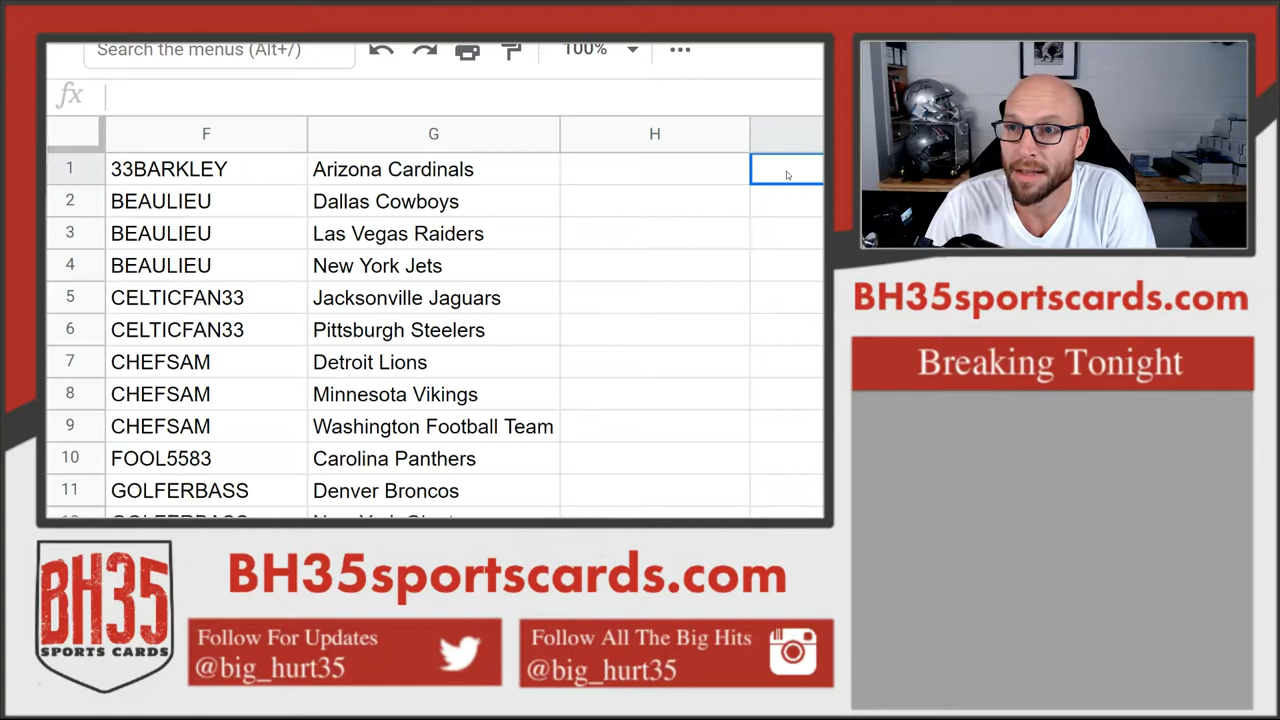 Search the menus (Alt+/)
100%
fx
F G H
1 33BARKLEY Arizona Cardinals
2 BEAULIEU Dallas Cowboys
3 BEAULIEU Las Vegas Raiders
4 BEAULIEU New York Jets
5 CELTICFAN33 Jacksonville Jaguars
6 CELTICFAN33 Pittsburgh Steelers
7 CHEFSAM Detroit Lions
8 CHEFSAM Minnesota Vikings
9 CHEFSAM Washington Football Team
10 FOOL5583 Carolina Panthers
11 GOLFERBASS Denver Broncos
BH35sportscards.com
Breaking Tonight
BH35
SPORTS CARDS
BH35sportscards.com
Follow For Updates
@big_hurt35
Follow All The Big Hits
@big_hurt35